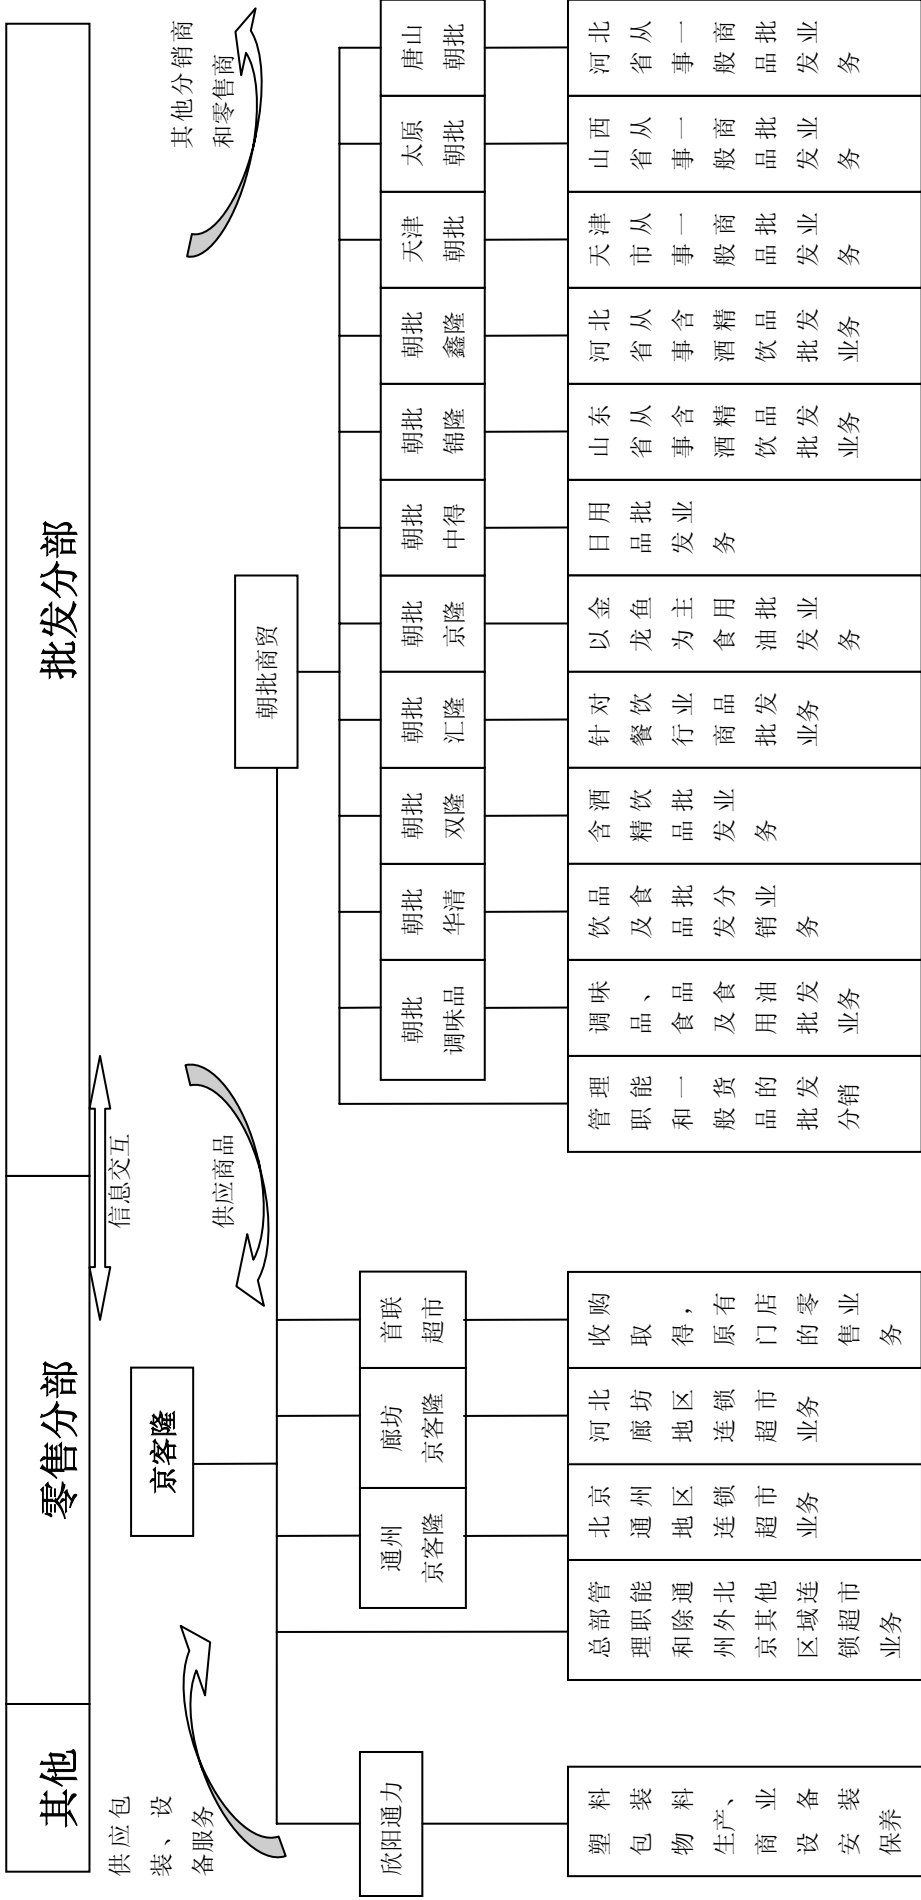 其他
零售分部
批发分部
供应包
装、设
备服务
信息交互
供应商品
其他分销商
和零售商
京客隆
朝批商贸
欣阳通力
通州
京客隆
廊坊
京客隆
首联
超市
朝批
调味品
朝批
华清
朝批
双隆
朝批
汇隆
朝批
京隆
朝批
中得
朝批
锦隆
朝批
鑫隆
天津
朝批
太原
朝批
唐山
朝批
塑料
包装
物料
生产、
商业
设备
安装
保养
总部管
理职能
和除通
州外北
京其他
区域连
锁超市
业务
北京
通州
地区
连锁
超市
业务
河北
廊坊
地区
连锁
超市
业务
收购
取得，
原有
门店
的零
售业
务
管理
职能
和一
般货
品的
批发
分销
调味
品、
食品
及食
用油
批发
业务
饮品
及食
品批
发分
销业
务
含酒
精饮
品批
发业
务
针对
餐饮
行业
商品
批发
业务
以金
龙鱼
为主
食用
油批
发业
务
日用
品批
发业
务
山东
省从
事含
酒精
饮品
批发
业务
河北
省从
事含
酒精
饮品
批发
业务
天津
市从
事一
般商
品批
发业
务
山西
省从
事一
般商
品批
发业
务
河北
省从
事一
般商
品批
发业
务